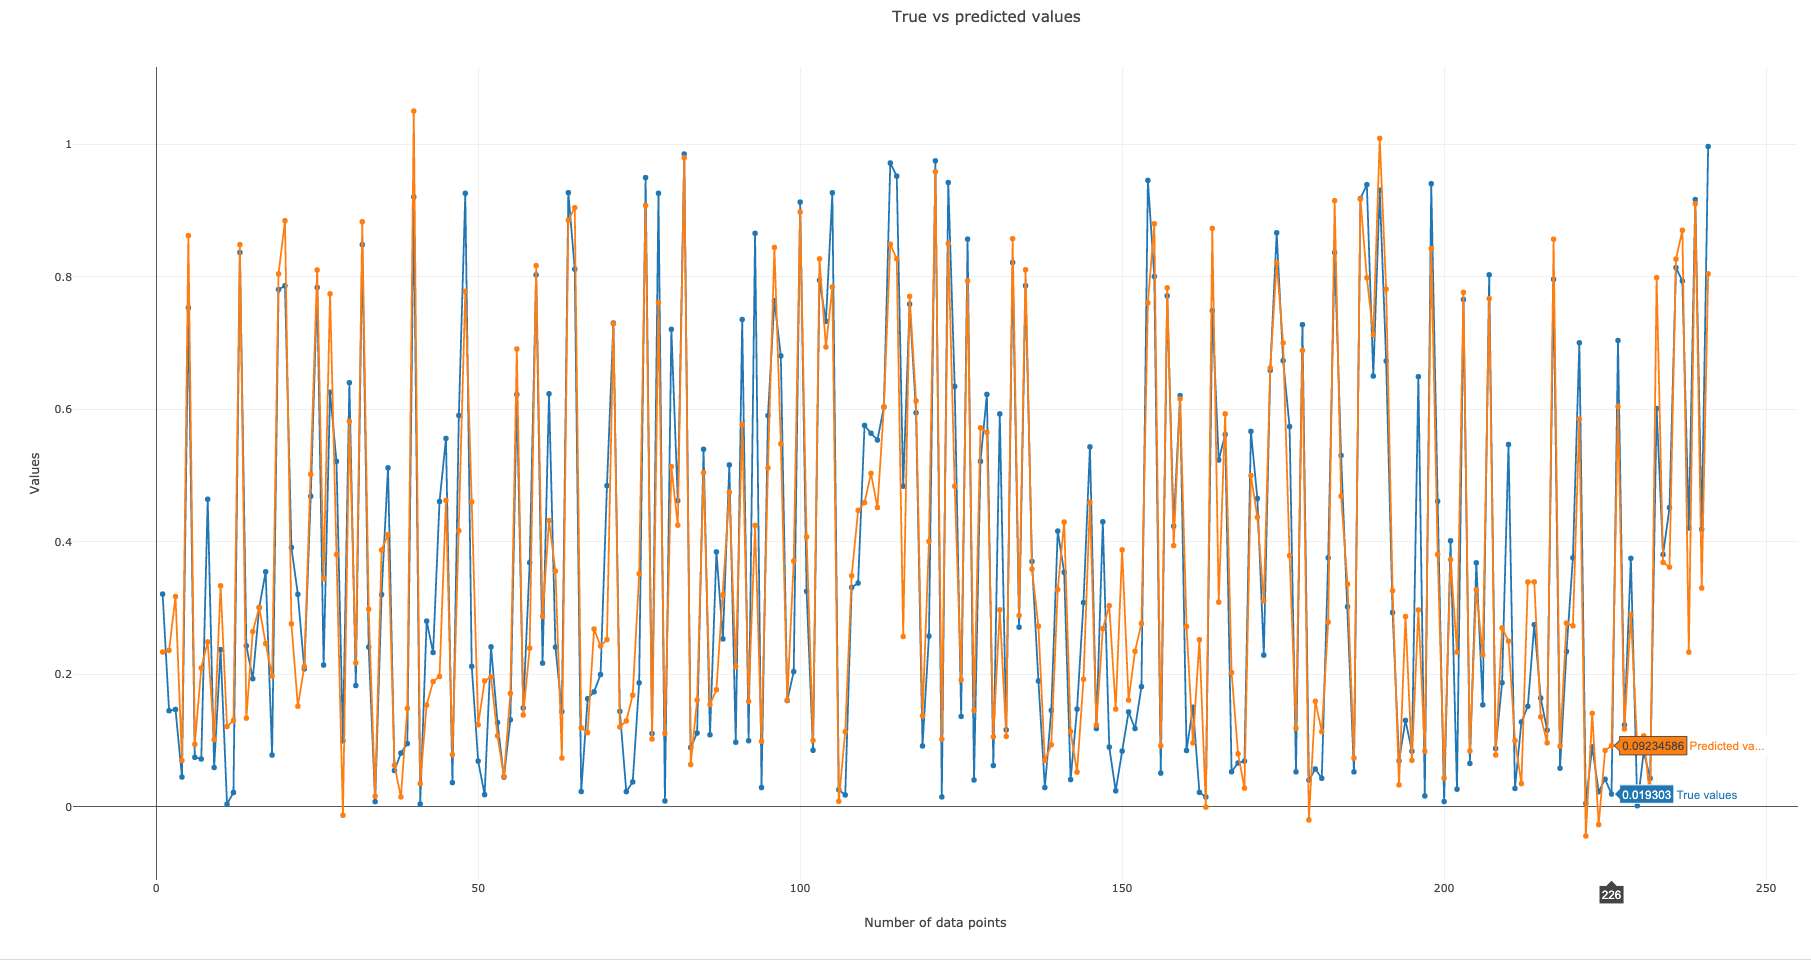 True vs predicted values
Values
1
0.8
0.6
0.4
0.2
0
0.09234586 Predicted va...
0.019303 True values
0 50 100 150 200 250
226
Number of data points